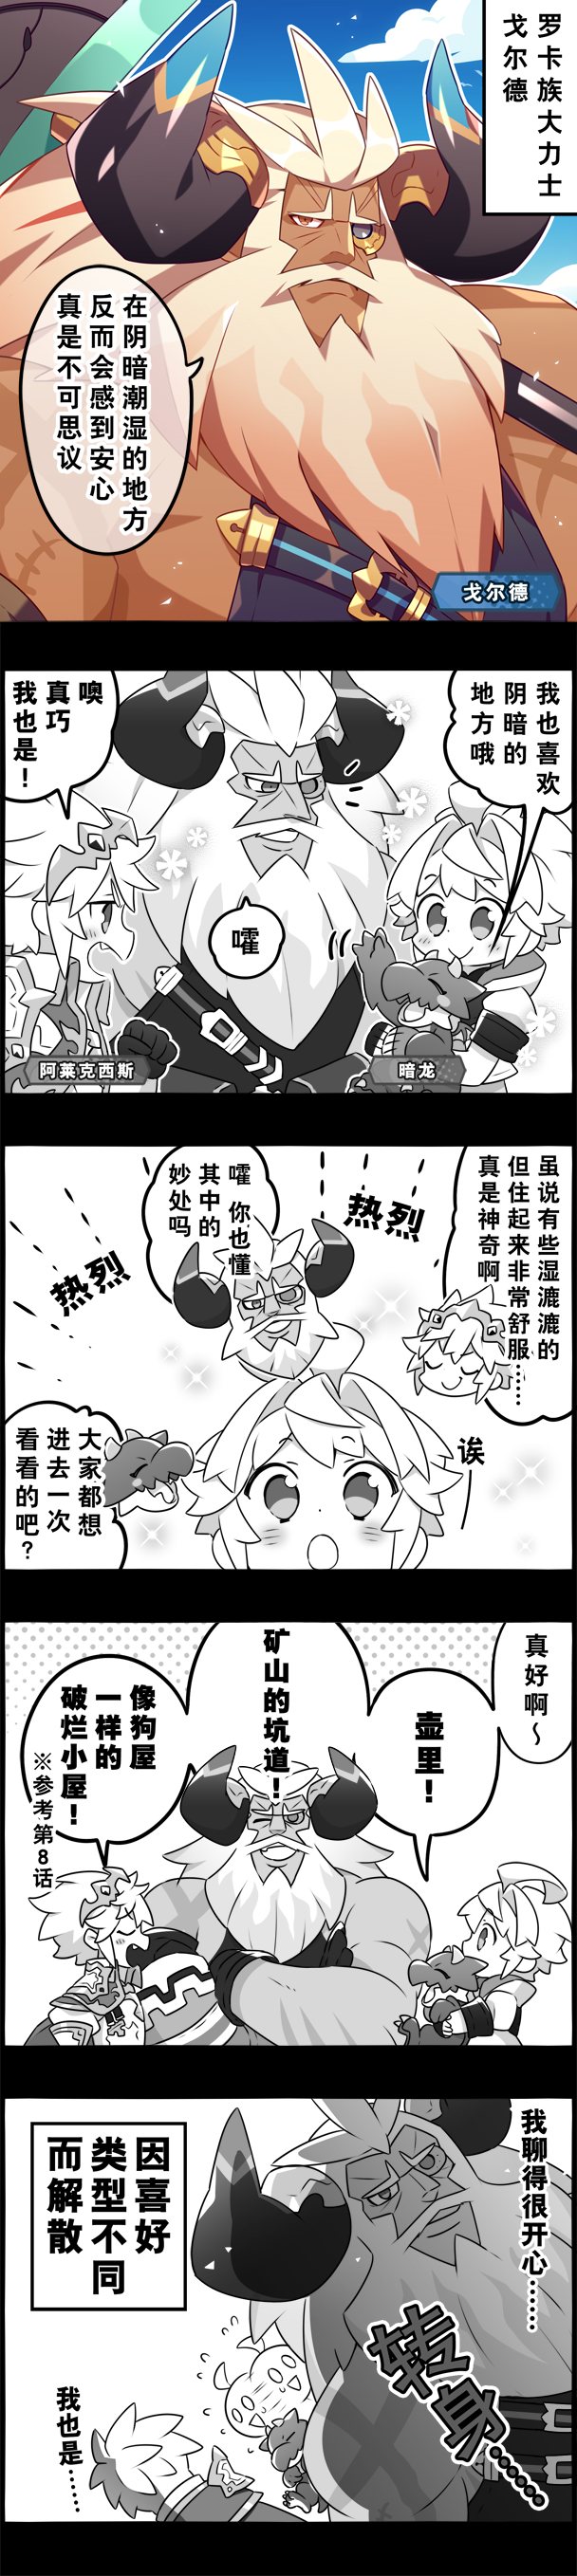 罗卡族大力士
戈尔德
在阴暗潮湿的地方
反而会感到安心
真是不可思议
戈尔德
我也喜欢
阴暗的
地方哦
噢
真巧
我也是！
嚯
阿莱克西斯
暗龙
虽说有些湿漉漉的
但住起来非常舒服……
真是神奇啊
热烈
嚯 你也懂
其中的
妙处吗
热烈
诶
大家都想
进去一次
看看的吧？
真好啊～
壶里！
矿山的坑道！
像狗屋
一样的
破烂小屋！
※参考第8话
我聊得很开心……
因喜好
类型不同
而解散
转身……
我也是……